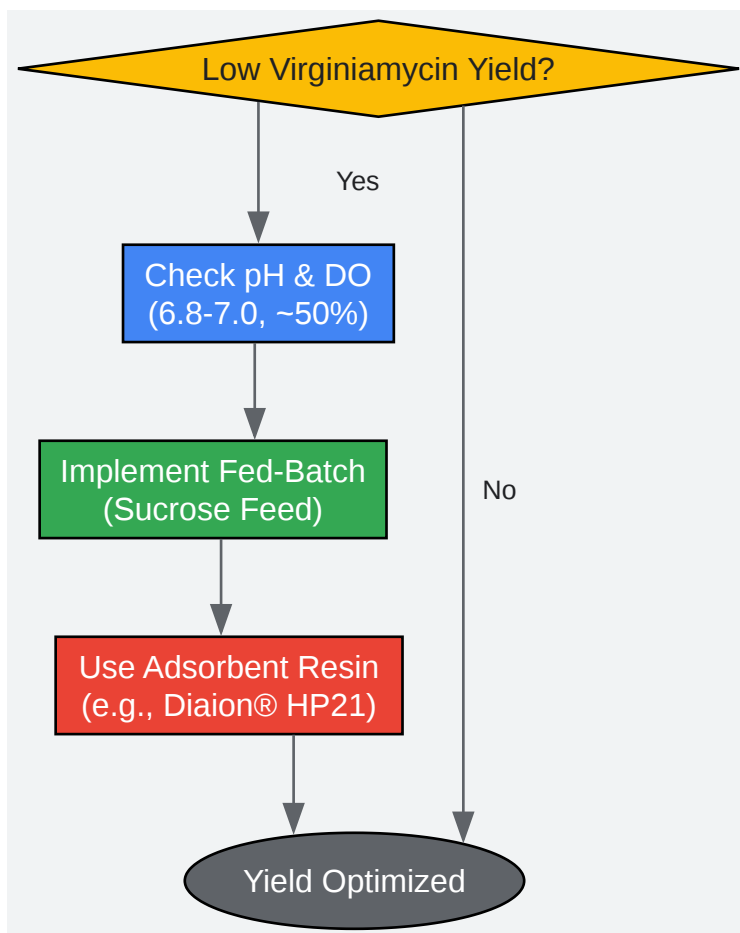 Low Virginiamycin Yield?
Yes
Check pH & DO
(6.8-7.0, ~50%)
Implement Fed-Batch
(Sucrose Feed)
No
Use Adsorbent Resin
(e.g., Diaion® HP21)
Yield Optimized